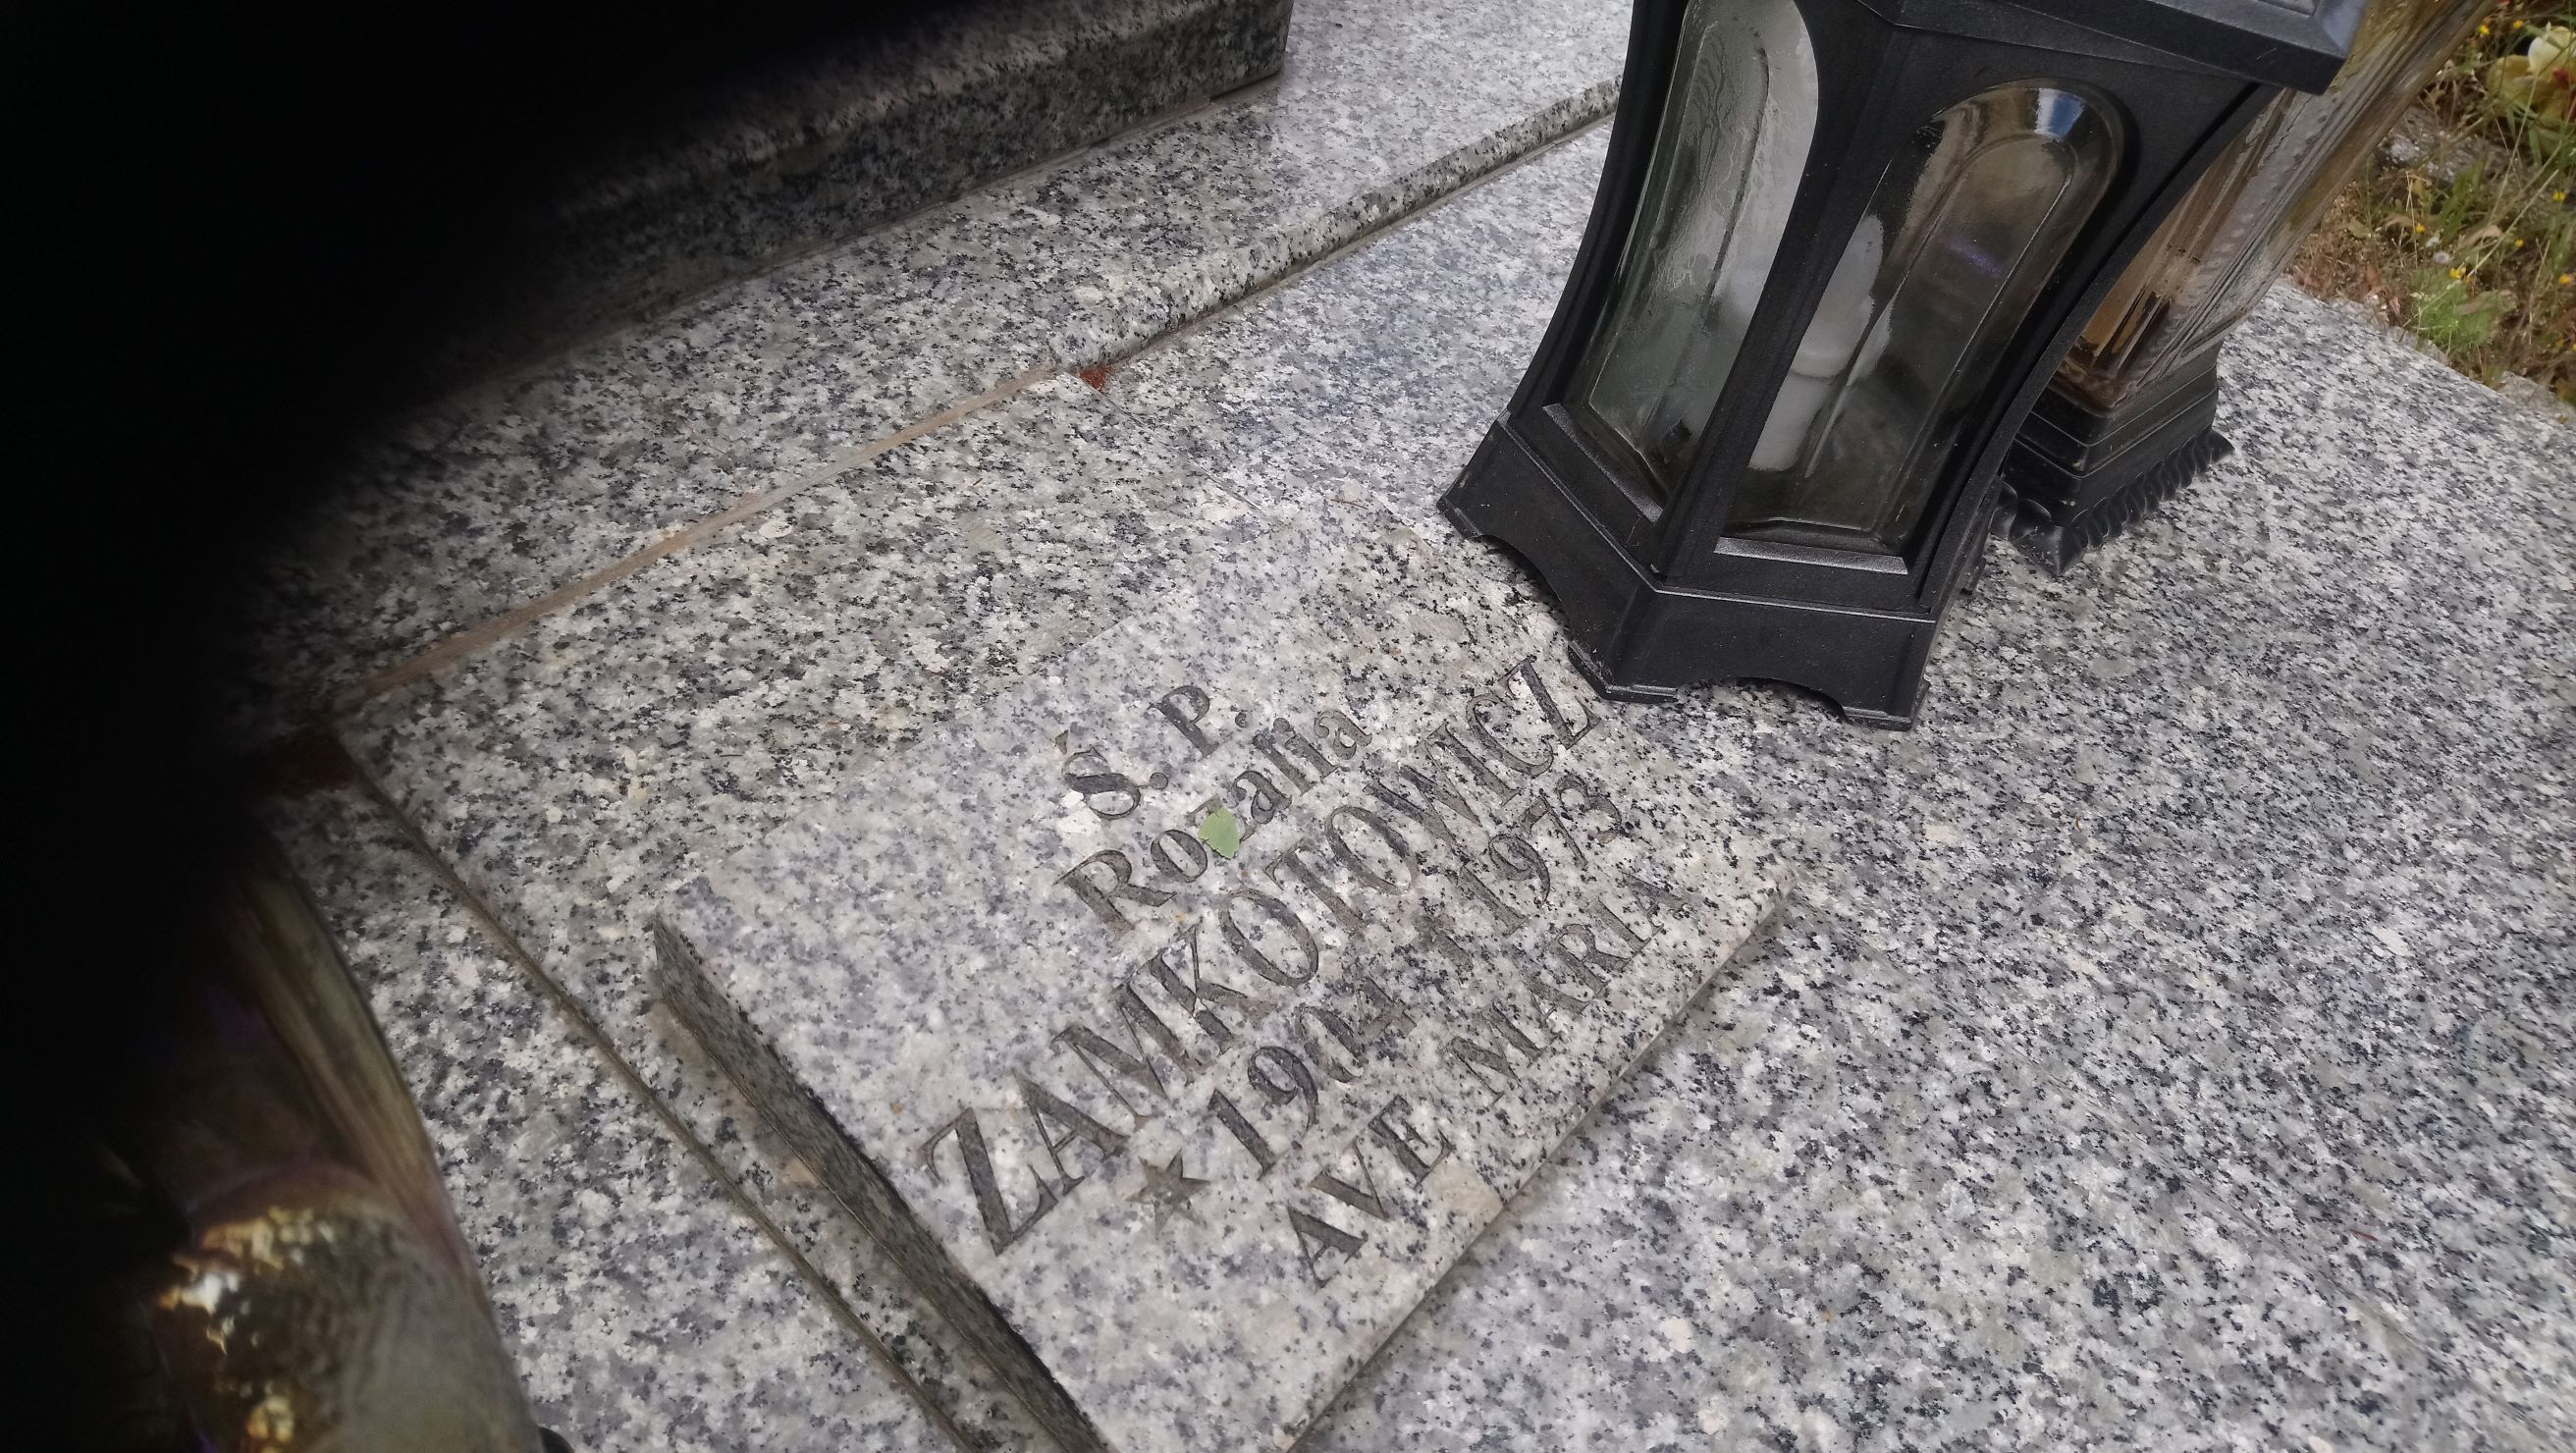 Ś. P.
Rozalia
ZAMKOTOWICZ
★ 1904 † 1973
AVE MARIA